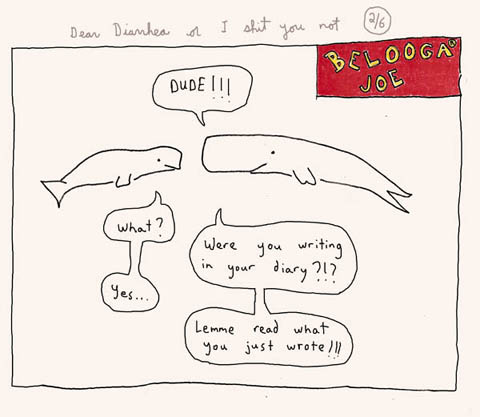 Dear Diarrhea or I shit you not 2/6
BELOOGA
JOE
DUDE!!!
What?
Yes...
Were you writing
in your diary?!?
Lemme read what
you just wrote!!!